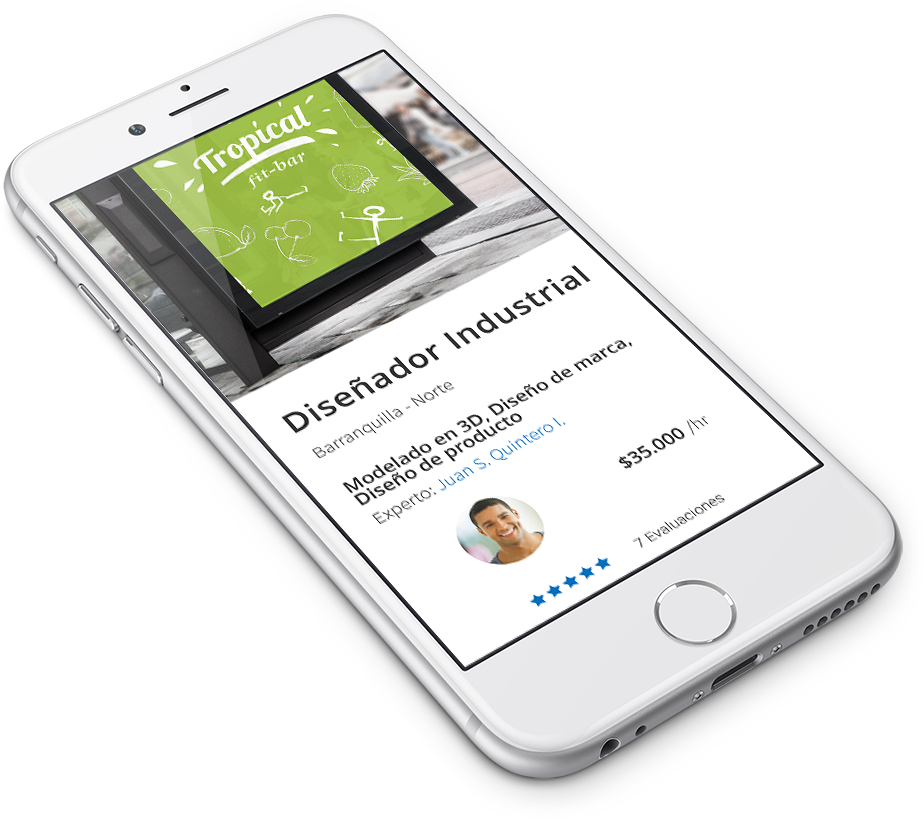 Tropical
fit-bar
Diseñador Industrial
Barranquilla - Norte
Modelado en 3D, Diseño de marca,
Diseño de producto
Experto: Juan S. Quintero I.
$35.000 /hr
7 Evaluaciones